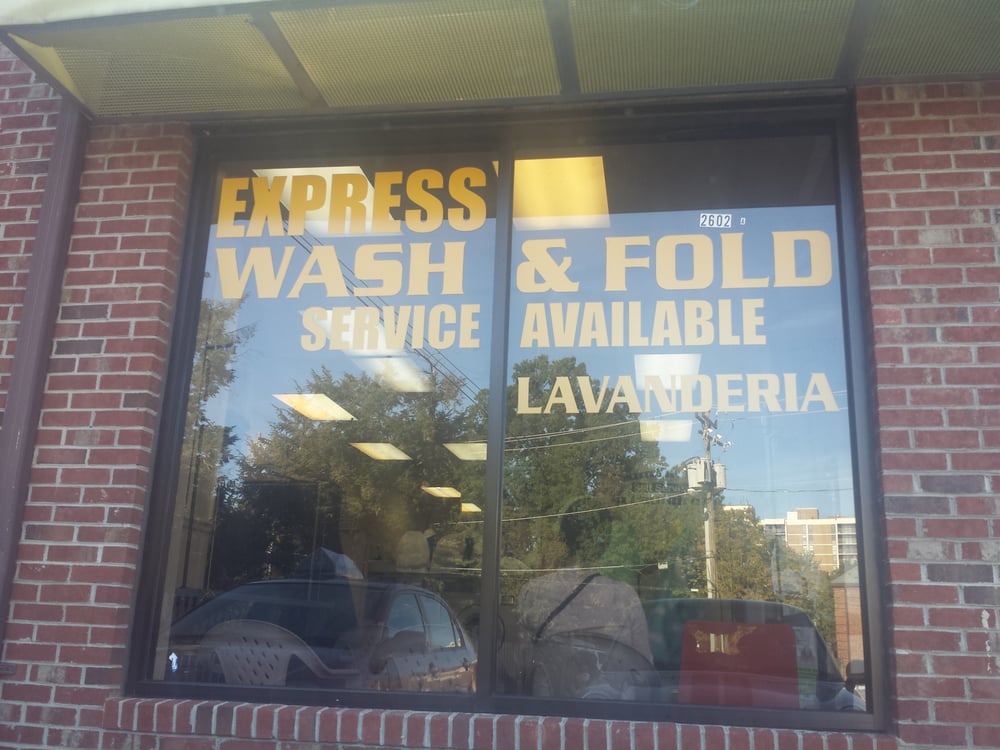 EXPRESS
2602
WASH & FOLD
SERVICE AVAILABLE
LAVANDERIA